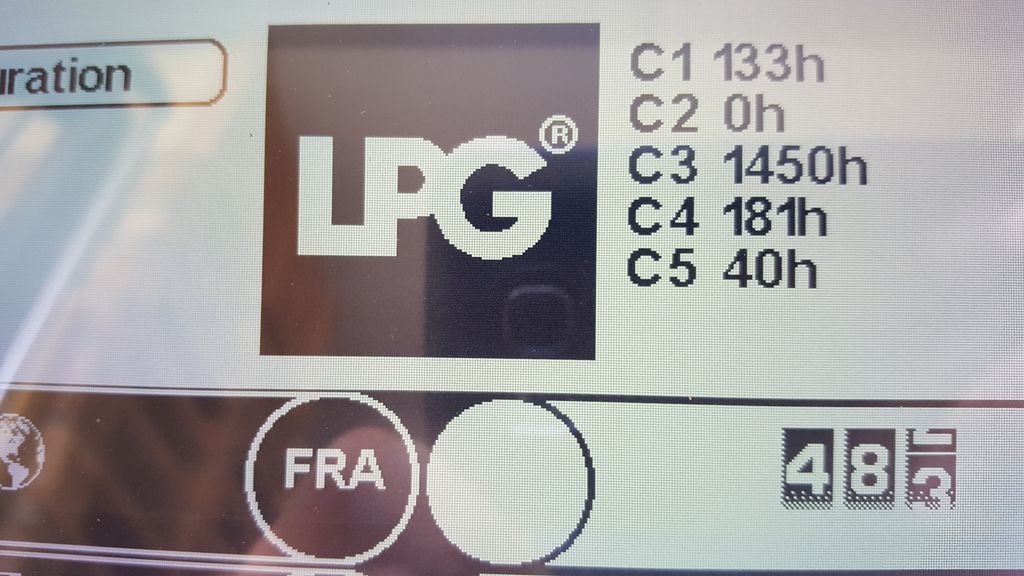 uration
LPG®
C1 133h
C2 0h
C3 1450h
C4 181h
C5 40h
FRA
48